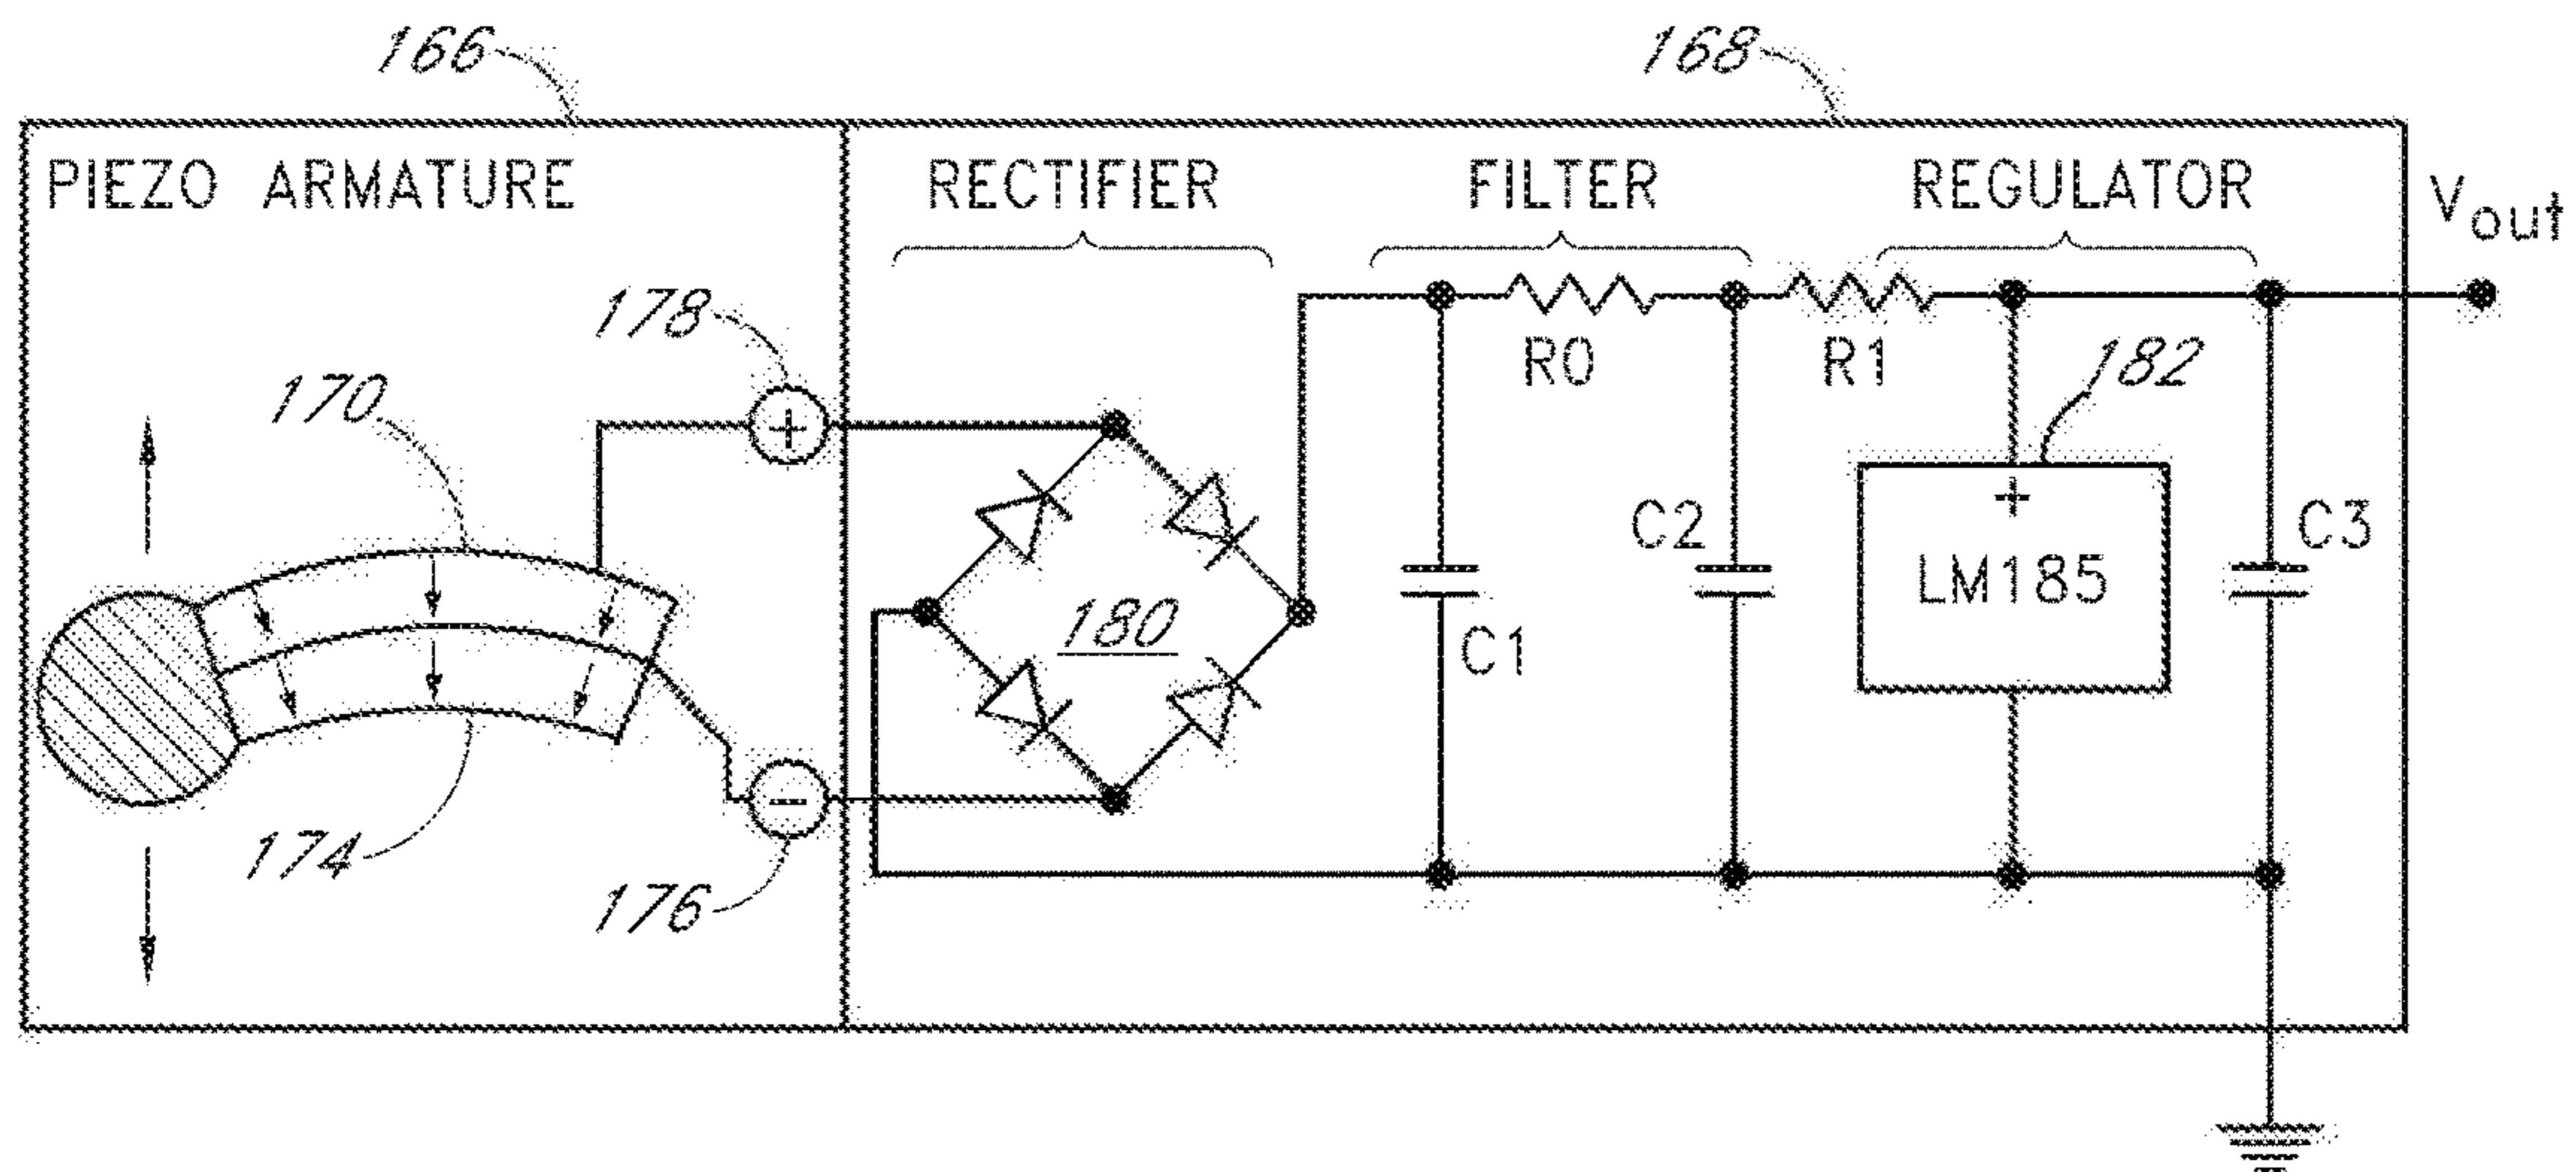 166
168
PIEZO ARMATURE
RECTIFIER
FILTER
REGULATOR
Vout
178
R0
R1
182
170
+
+
C2
C3
LM185
180
C1
174
−
176